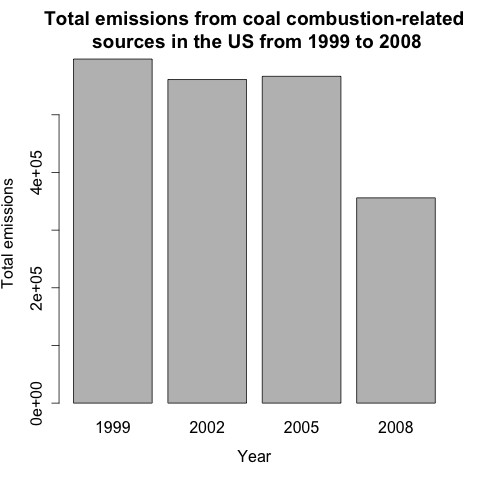 Total emissions from coal combustion-related
sources in the US from 1999 to 2008
Total emissions
4e+05
2e+05
0e+00
1999 2002 2005 2008
Year